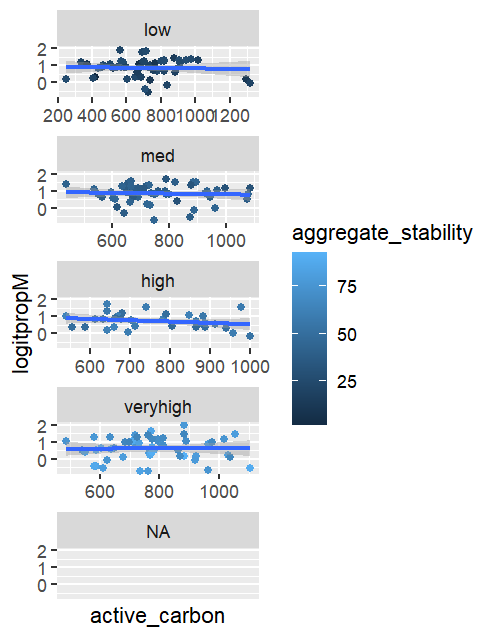 low
2
1
0
200 400 600 800 1000 1200
med
2
1
0
600 800 1000
high
2
1
0
600 700 800 900 1000
veryhigh
2
1
0
600 800 1000
NA
2
1
0
active_carbon
logitpropM
aggregate_stability
75
50
25